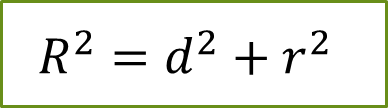 R² = d² + r²